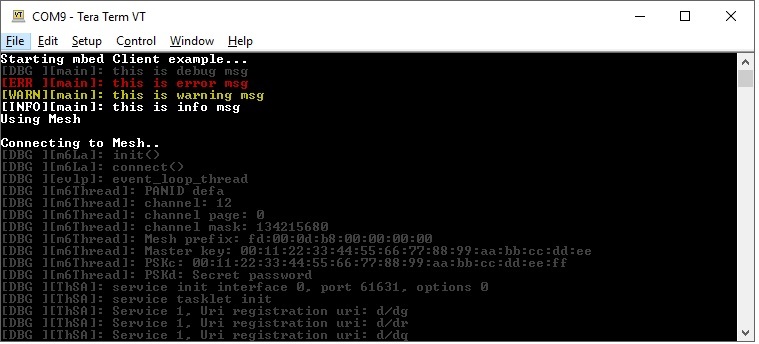 COM9 - Tera Term VT
File Edit Setup Control Window Help
Starting mbed Client example...
[DBG ][main]: this is debug msg
[ERR ][main]: this is error msg
[WARN][main]: this is warning msg
[INFO][main]: this is info msg
Using Mesh
Connecting to Mesh..
[DBG ][m6La]: init()
[DBG ][m6La]: connect()
[DBG ][evlp]: event_loop_thread
[DBG ][m6Thread]: PANID defa
[DBG ][m6Thread]: channel: 12
[DBG ][m6Thread]: channel page: 0
[DBG ][m6Thread]: channel mask: 134215680
[DBG ][m6Thread]: Mesh prefix: fd:00:0d:b8:00:00:00:00
[DBG ][m6Thread]: Master key: 00:11:22:33:44:55:66:77:88:99:aa:bb:cc:dd:ee
[DBG ][m6Thread]: PSKc: 00:11:22:33:44:55:66:77:88:99:aa:bb:cc:dd:ee:ff
[DBG ][m6Thread]: PSKd: Secret password
[DBG ][ThSA]: service init interface 0, port 61631, options 0
[DBG ][ThSA]: service tasklet init
[DBG ][ThSA]: Service 1, Uri registration uri: d/dg
[DBG ][ThSA]: Service 1, Uri registration uri: d/dr
[DBG ][ThSA]: Service 1, Uri registration uri: d/dq